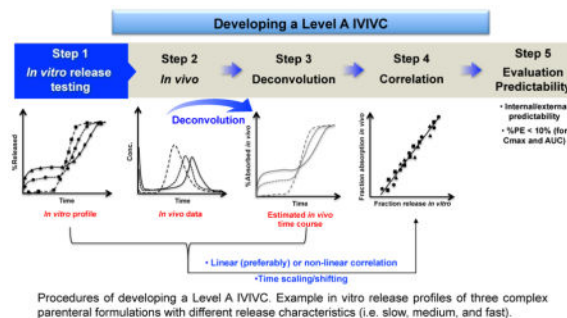 Developing a Level A IVIVC
Step 1
In vitro release
testing
Step 2
In vivo
Step 3
Deconvolution
Step 4
Correlation
Step 5
Evaluation
Predictability
• Internal/external
predictability
• %PE < 10% (for
Cmax and AUC)
Deconvolution
%Released
Time
In vitro profile
Conc.
Time
In vivo data
%Absorbed in vivo
Time
Estimated in vivo
time course
Fraction absorption in vivo
Fraction release in vitro
• Linear (preferably) or non-linear correlation
•Time scaling/shifting
Procedures of developing a Level A IVIVC. Example in vitro release profiles of three complex
parenteral formulations with different release characteristics (i.e. slow, medium, and fast).